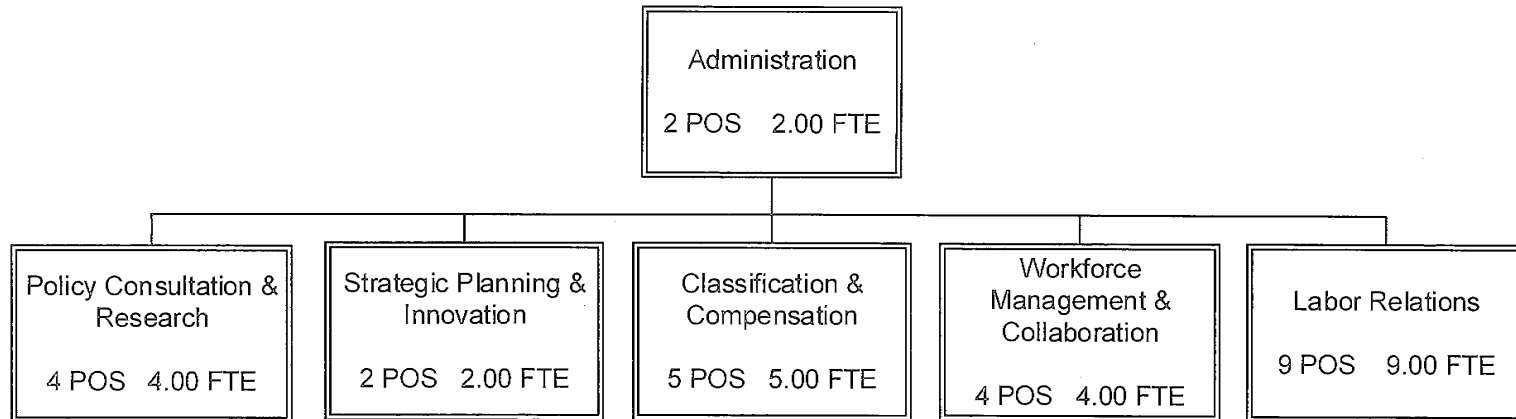 Administration
2 POS 2.00 FTE
Policy Consultation &
Research
4 POS 4.00 FTE
Strategic Planning &
Innovation
2 POS 2.00 FTE
Classification &
Compensation
5 POS 5.00 FTE
Workforce
Management &
Collaboration
4 POS 4.00 FTE
Labor Relations
9 POS 9.00 FTE